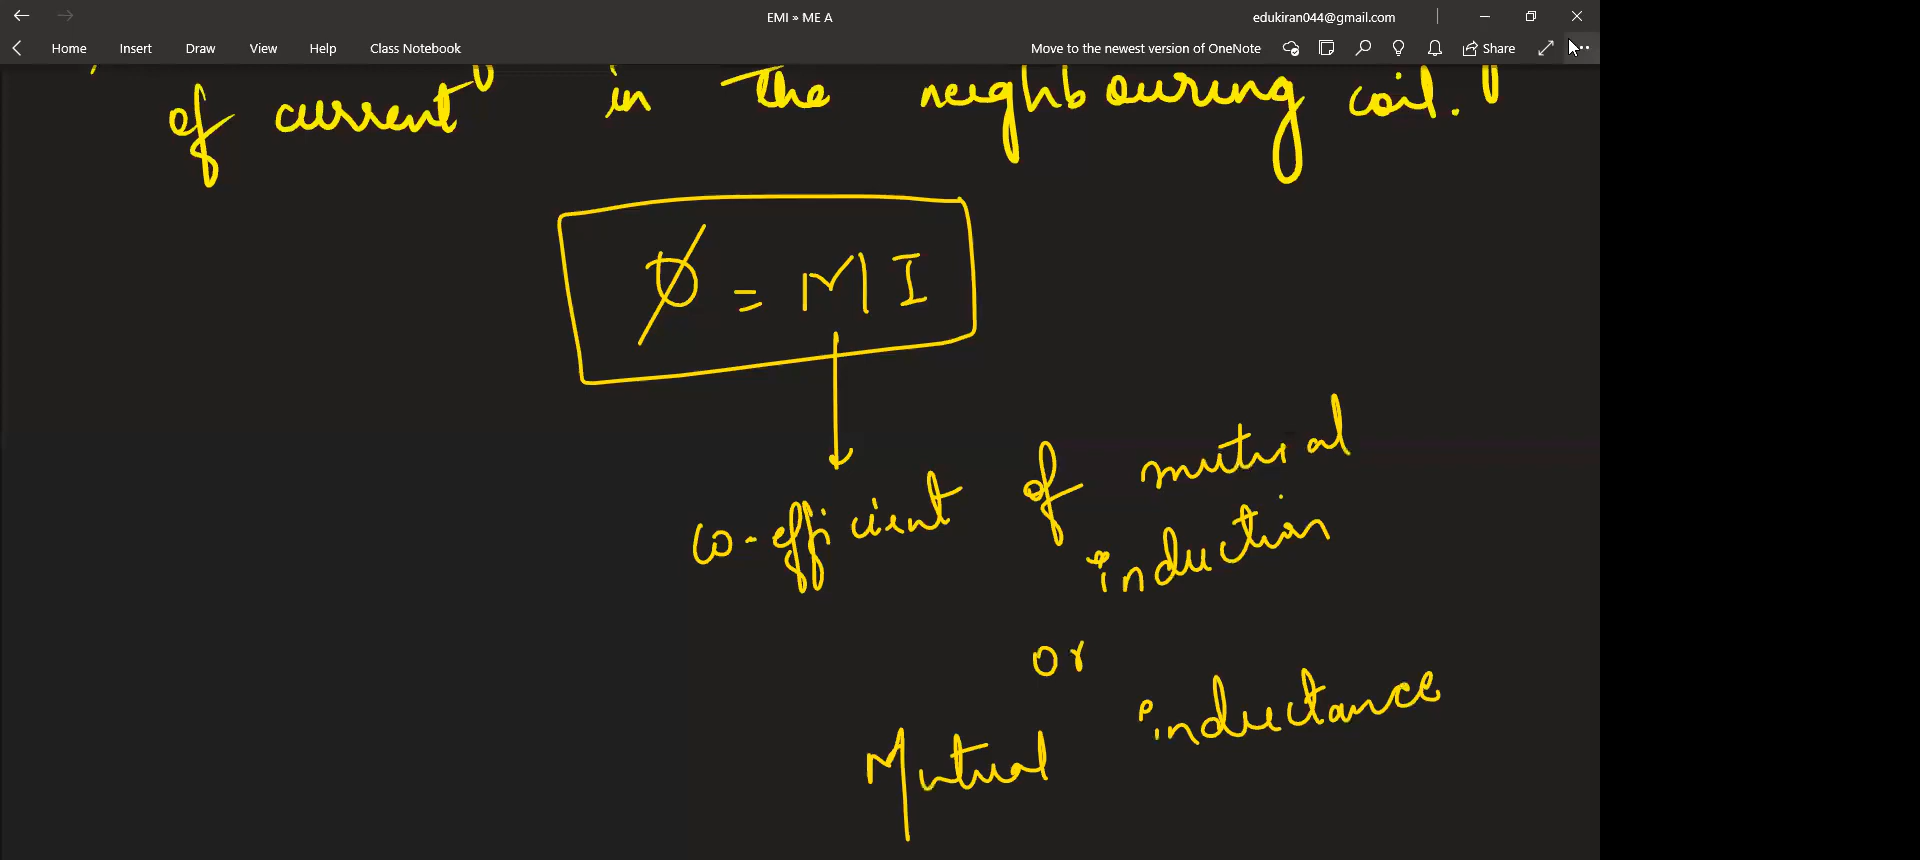 EMI » ME A
edukiran044@gmail.com
Home Insert Draw View Help Class Notebook Move to the newest version of OneNote Share
of current in the neighbouring coil.
Ø = MI
co-efficient of mutual
induction
or
Mutual inductance